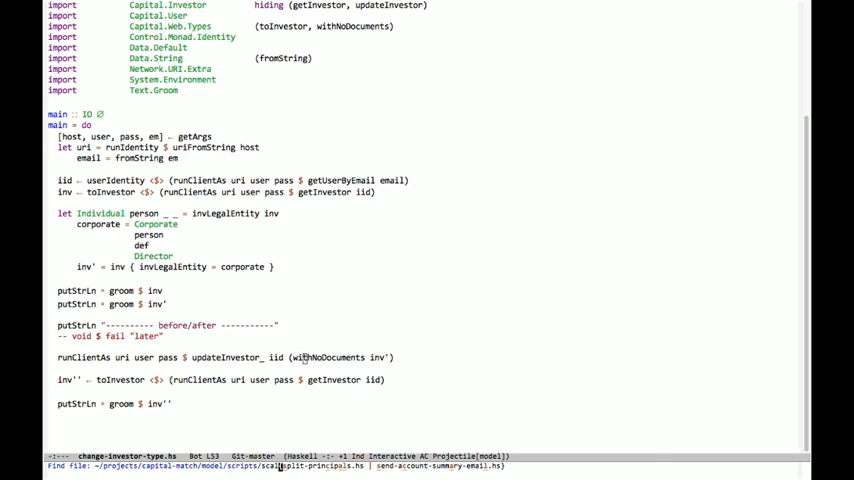 import Capital.Investor hiding (getInvestor, updateInvestor)
import Capital.User
import Capital.Web.Types (toInvestor, withNoDocuments)
import Control.Monad.Identity
import Data.Default
import Data.String (fromString)
import Network.URI.Extra
import System.Environment
import Text.Groom
main :: IO ∅
main = do
[host, user, pass, em] ← getArgs
let uri = runIdentity $ uriFromString host
email = fromString em
iid ← userIdentity <$> (runClientAs uri user pass $ getUserByEmail email)
inv ← toInvestor <$> (runClientAs uri user pass $ getInvestor iid)
let Individual person _ _ = invLegalEntity inv
corporate = Corporate
person
def
Director
inv' = inv { invLegalEntity = corporate }
putStrLn ∘ groom $ inv
putStrLn ∘ groom $ inv'
putStrLn "---------- before/after -----------"
-- void $ fail "later"
runClientAs uri user pass $ updateInvestor_ iid (withNoDocuments inv')
inv'' ← toInvestor <$> (runClientAs uri user pass $ getInvestor iid)
putStrLn ∘ groom $ inv''
-:--- change-investor-type.hs Bot L53 Git-master (Haskell -:- +1 Ind Interactive AC Projectile[model])
Find file: ~/projects/capital-match/model/scripts/scal{split-principals.hs | send-account-summary-email.hs}